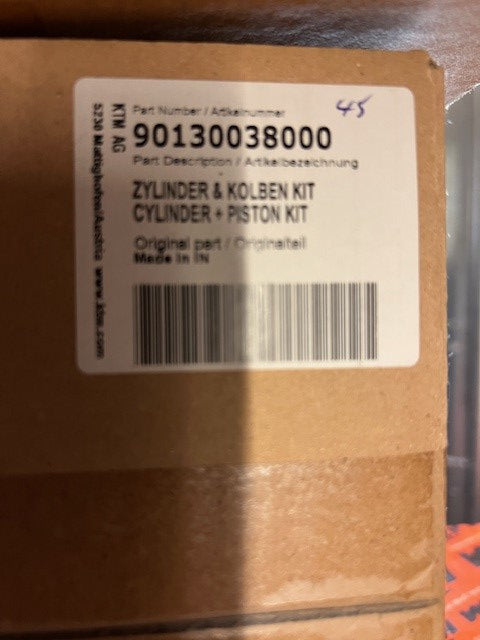 Part Number / Artikelnummer
45
90130038000
Part Description / Artikelbezeichnung
ZYLINDER & KOLBEN KIT
CYLINDER + PISTON KIT
Original part / Originalteil
Made in IN
KTM AG
5230 Mattighofen/Austria www.ktm.com